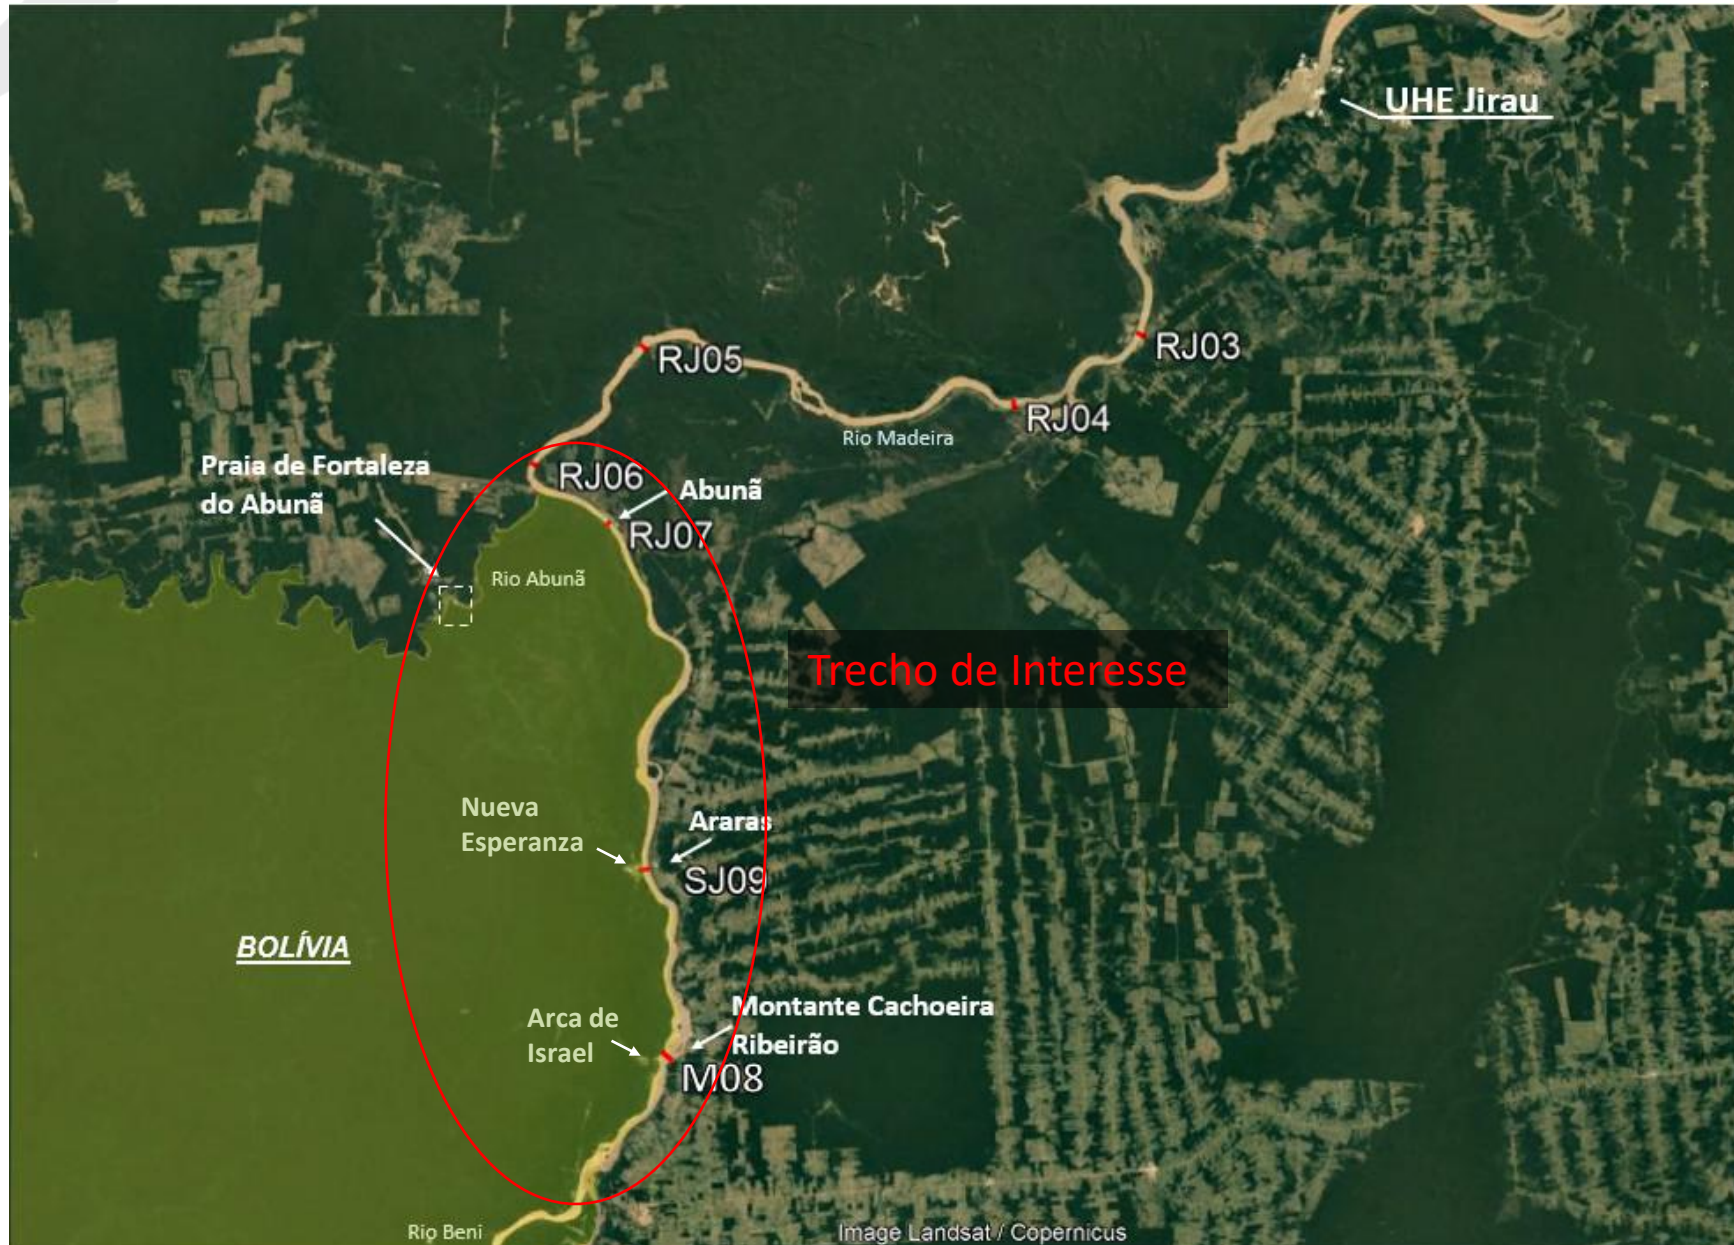 UHE Jirau
RJ03
RJ05
RJ04
Rio Madeira
Praia de Fortaleza
do Abunã
RJ06
Abunã
RJ07
Rio Abunã
Trecho de Interesse
Nueva
Esperanza
Araras
SJ09
BOLÍVIA
Arca de
Israel
Montante Cachoeira
Ribeirão
M08
Rio Beni
Image Landsat / Copernicus